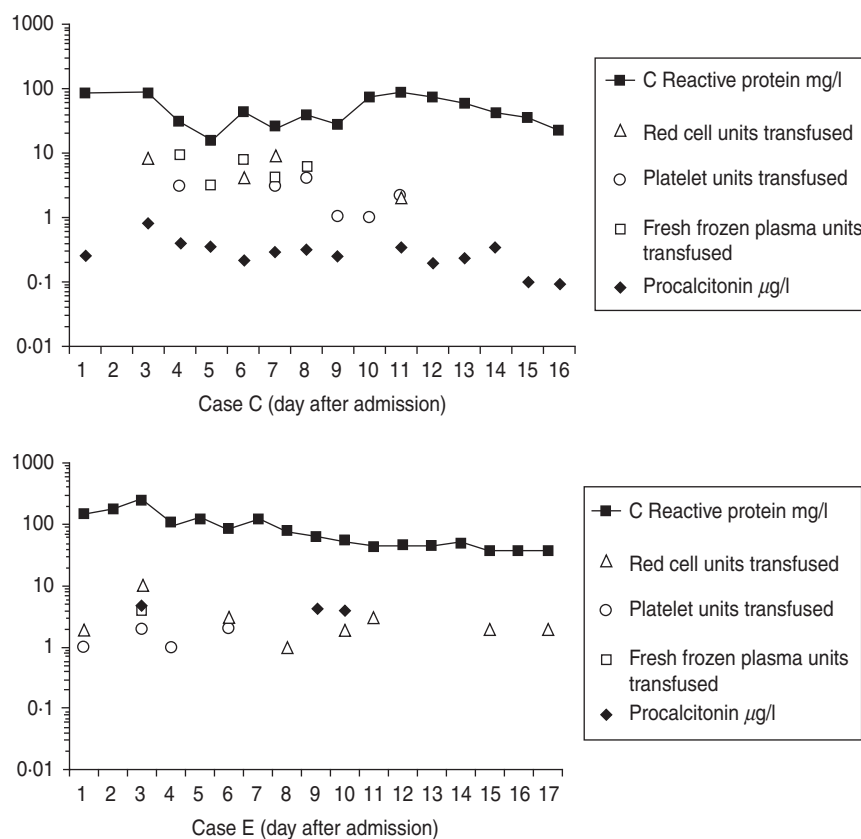 1000
100
10
1
0·1
0·01
1 2 3 4 5 6 7 8 9 10 11 12 13 14 15 16
Case C (day after admission)
C Reactive protein mg/l
Red cell units transfused
Platelet units transfused
Fresh frozen plasma units
transfused
Procalcitonin μg/l
1000
100
10
1
0·1
0·01
1 2 3 4 5 6 7 8 9 10 11 12 13 14 15 16 17
Case E (day after admission)
C Reactive protein mg/l
Red cell units transfused
Platelet units transfused
Fresh frozen plasma units
transfused
Procalcitonin μg/l